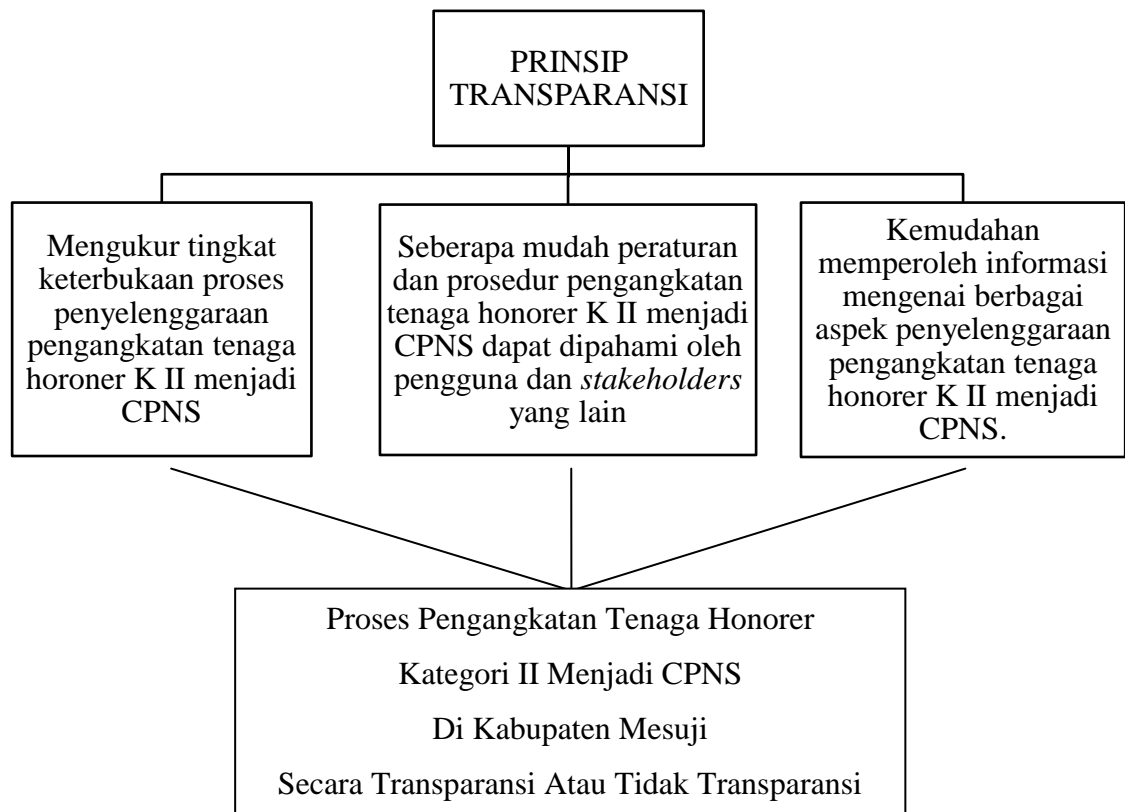 PRINSIP
TRANSPARANSI
Mengukur tingkat
keterbukaan proses
penyelenggaraan
pengangkatan tenaga
horoner K II menjadi
CPNS
Seberapa mudah peraturan
dan prosedur pengangkatan
tenaga honorer K II menjadi
CPNS dapat dipahami oleh
pengguna dan stakeholders
yang lain
Kemudahan
memperoleh informasi
mengenai berbagai
aspek penyelenggaraan
pengangkatan tenaga
honorer K II menjadi
CPNS.
Proses Pengangkatan Tenaga Honorer
Kategori II Menjadi CPNS
Di Kabupaten Mesuji
Secara Transparansi Atau Tidak Transparansi